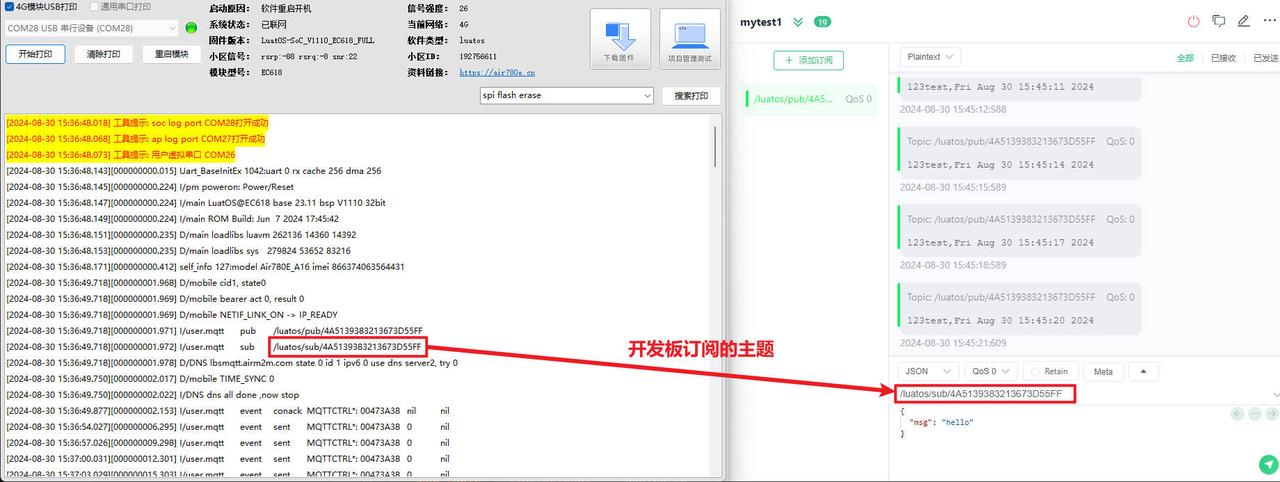 4G模块USB打印
通用串口打印
COM28 USB 串行设备 (COM28)
开始打印
清除打印
重启模块
启动原因: 软件重启开机
系统状态: 已联网
固件版本: LuatOS-SoC_V1110_EC618_FULL
小区信号: rsrp:-88 rsrq:-8 snr:22
模块型号: EC618
信号强度: 26
当前网络: 4G
软件类型: luatos
小区ID: 192756611
资料链接: https://air780e.cn
下载固件
项目管理测试
spi flash erase
搜索打印
[2024-08-30 15:36:48.018] 工具提示: soc log port COM28打开成功
[2024-08-30 15:36:48.068] 工具提示: ap log port COM27打开成功
[2024-08-30 15:36:48.073] 工具提示: 用户虚拟串口 COM26
[2024-08-30 15:36:48.143][000000000.015] Uart_BaseInitEx 1042:uart 0 rx cache 256 dma 256
[2024-08-30 15:36:48.145][000000000.224] I/pm poweron: Power/Reset
[2024-08-30 15:36:48.147][000000000.224] I/main LuatOS@EC618 base 23.11 bsp V1110 32bit
[2024-08-30 15:36:48.149][000000000.224] I/main ROM Build: Jun 7 2024 17:45:42
[2024-08-30 15:36:48.151][000000000.235] D/main loadlibs luavm 262136 14360 14392
[2024-08-30 15:36:48.153][000000000.235] D/main loadlibs sys 279824 53652 83216
[2024-08-30 15:36:48.171][000000000.412] self_info 127:model Air780E_A16 imei 866374063564431
[2024-08-30 15:36:49.718][000000001.968] D/mobile cid1, state0
[2024-08-30 15:36:49.718][000000001.969] D/mobile bearer act 0, result 0
[2024-08-30 15:36:49.718][000000001.970] D/mobile NETIF_LINK_ON -> IP_READY
[2024-08-30 15:36:49.718][000000001.971] I/user.mqtt pub /luatos/pub/4A5139383213673D55FF
[2024-08-30 15:36:49.718][000000001.972] I/user.mqtt sub /luatos/sub/4A5139383213673D55FF
[2024-08-30 15:36:49.718][000000001.978] D/DNS lbsmqtt.airm2m.com state 0 id 1 ipv6 0 use dns server2, try 0
[2024-08-30 15:36:49.750][000000002.017] D/mobile TIME_SYNC 0
[2024-08-30 15:36:49.750][000000002.022] I/DNS dns all done ,now stop
[2024-08-30 15:36:49.877][000000002.153] I/user.mqtt event conack MQTTCTRL*: 00473A38 nil nil
[2024-08-30 15:36:54.027][000000006.295] I/user.mqtt event sent MQTTCTRL*: 00473A38 0 nil
[2024-08-30 15:36:57.026][000000009.298] I/user.mqtt event sent MQTTCTRL*: 00473A38 0 nil
[2024-08-30 15:37:00.031][000000012.301] I/user.mqtt event sent MQTTCTRL*: 00473A38 0 nil
[2024-08-30 15:37:03.029][000000015.303] I/user.mqtt event sent MQTTCTRL*: 00473A38 0 nil
开发板订阅的主题
mytest1
19
添加订阅
/luatos/pub/4A5... QoS 0
Plaintext
全部
已接收
已发送
123test,Fri Aug 30 15:45:11 2024
2024-08-30 15:45:12:588
Topic: /luatos/pub/4A5139383213673D55FF QoS: 0
123test,Fri Aug 30 15:45:14 2024
2024-08-30 15:45:15:589
Topic: /luatos/pub/4A5139383213673D55FF QoS: 0
123test,Fri Aug 30 15:45:17 2024
2024-08-30 15:45:18:589
Topic: /luatos/pub/4A5139383213673D55FF QoS: 0
123test,Fri Aug 30 15:45:20 2024
2024-08-30 15:45:21:609
JSON
QoS 0
Retain
Meta
/luatos/sub/4A5139383213673D55FF
{
"msg": "hello"
}